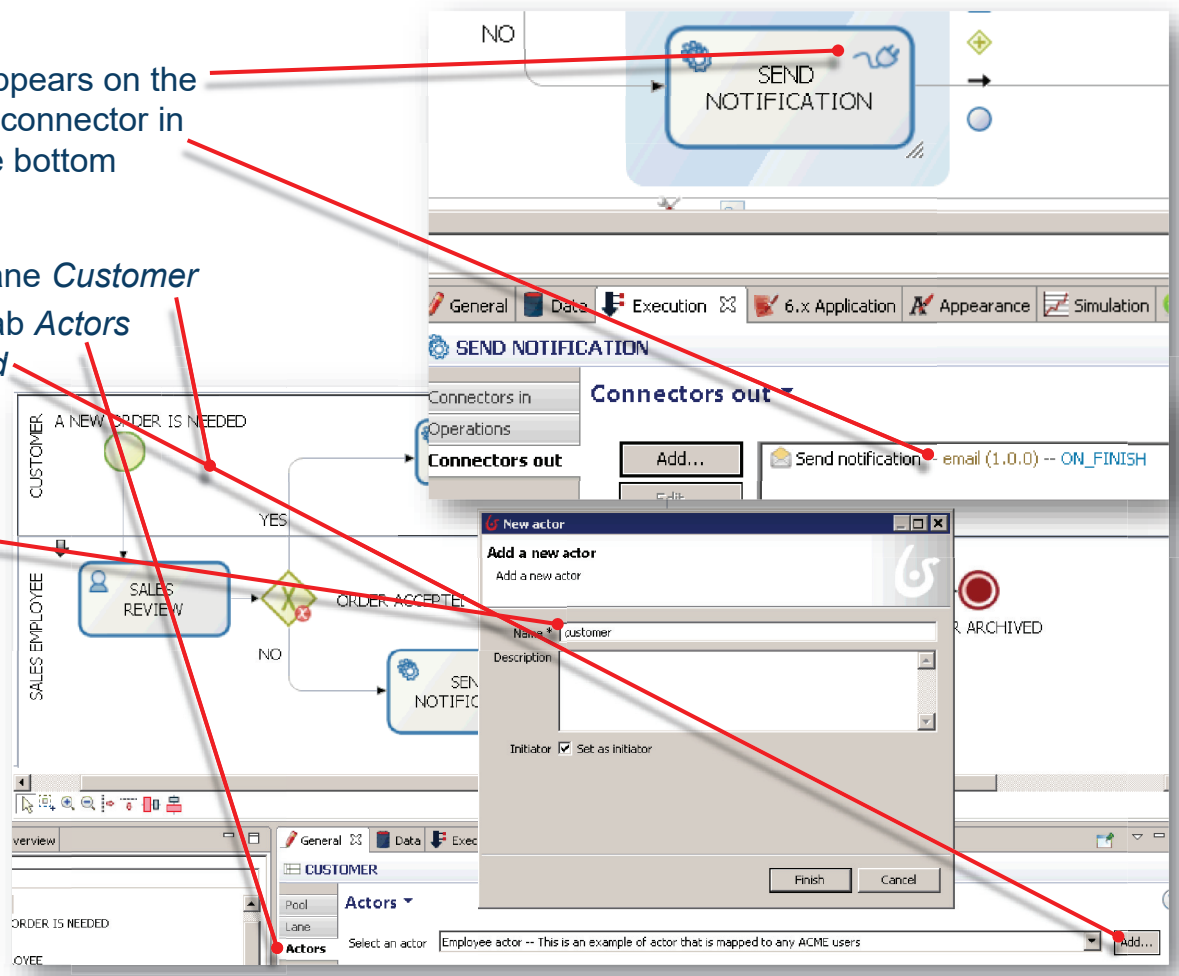 NO
SEND
NOTIFICATION
ppears on the
connector in
e bottom
ane Customer
ab Actors
d
General
Data
Execution
6.x Application
Appearance
Simulation
SEND NOTIFICATION
Connectors in
Operations
Connectors out
Connectors out
Add...
Edit...
Send notification -- email (1.0.0) -- ON_FINISH
CUSTOMER
A NEW ORDER IS NEEDED
YES
SALES EMPLOYEE
SALES
REVIEW
ORDER ACCEPTE
NO
SEN
NOTIFIC
R ARCHIVED
New actor
Add a new actor
Add a new actor
Name * customer
Description
Initiator Set as initiator
Finish
Cancel
verview
General
Data
Exec
CUSTOMER
Pool
Lane
Actors
Actors
Select an actor
Employee actor -- This is an example of actor that is mapped to any ACME users
Add...
ORDER IS NEEDED
OYEE